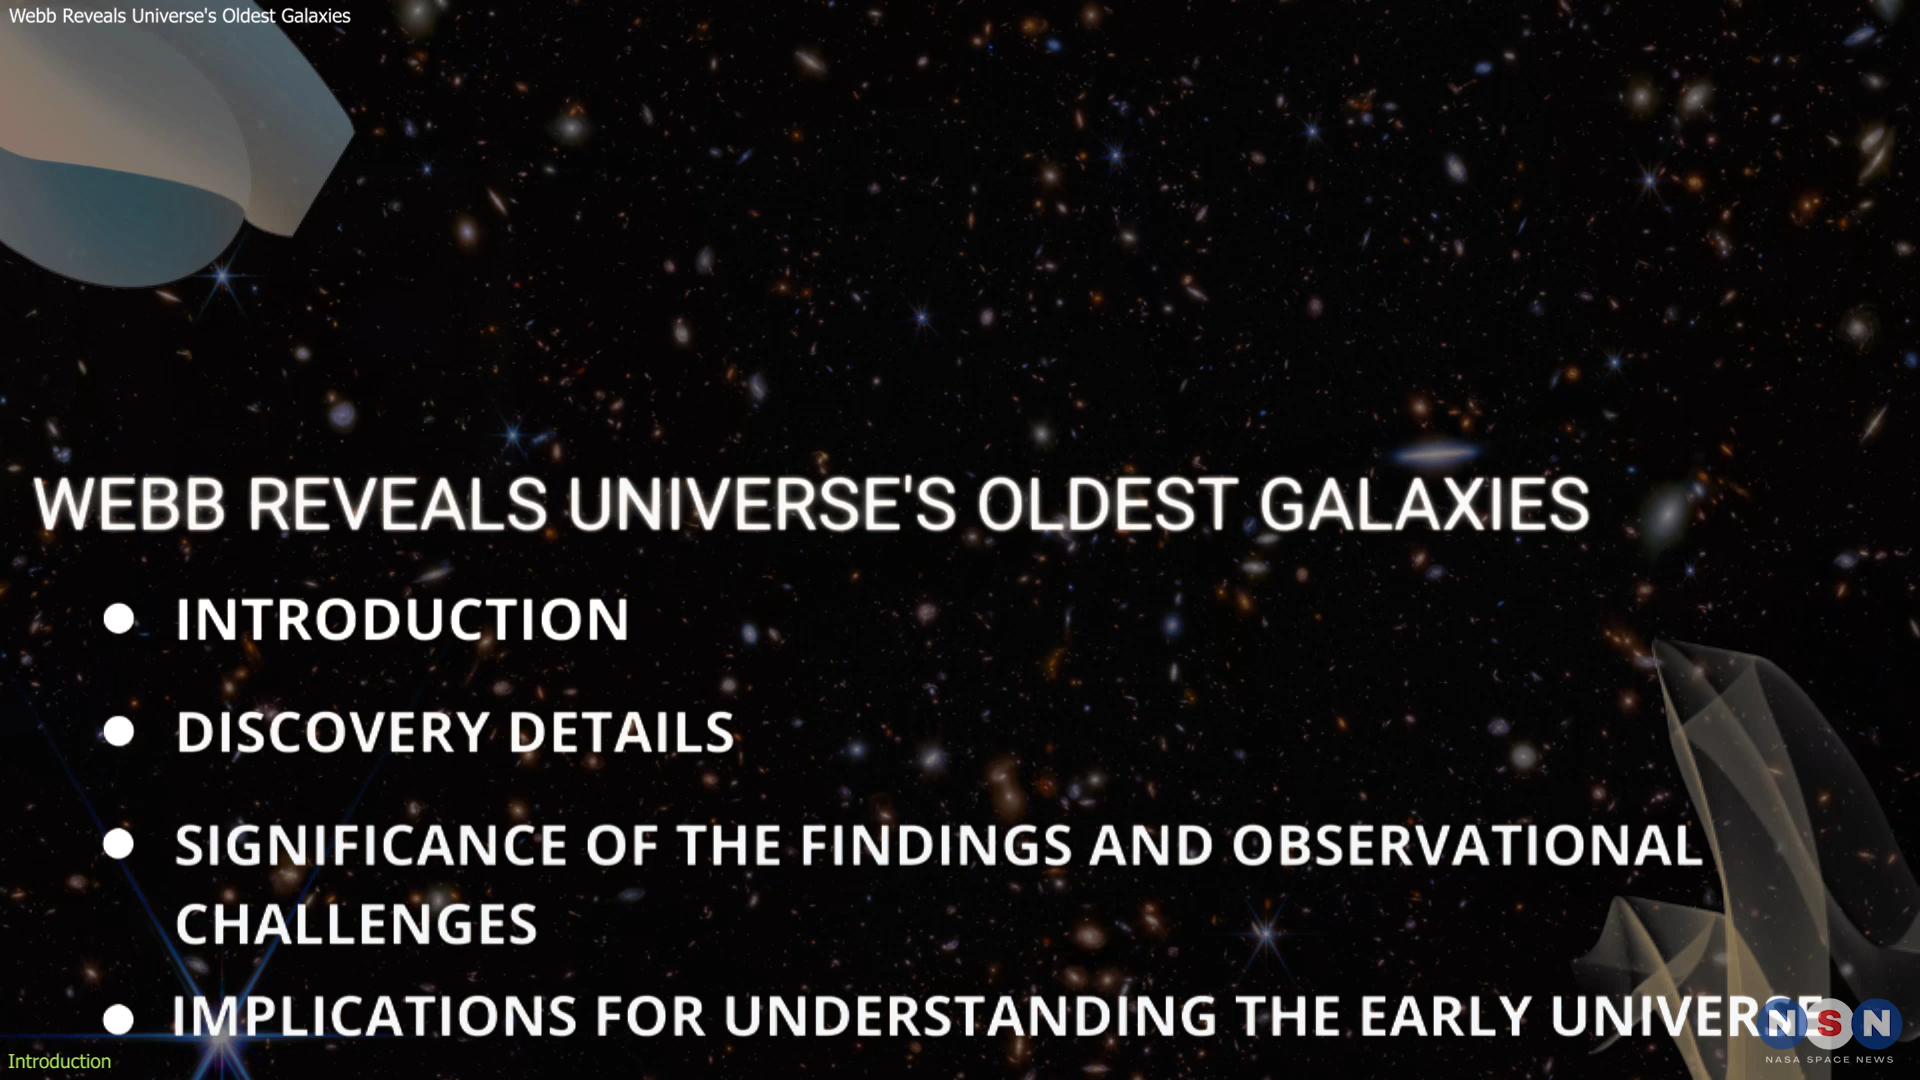 Webb Reveals Universe's Oldest Galaxies
WEBB REVEALS UNIVERSE'S OLDEST GALAXIES
INTRODUCTION
DISCOVERY DETAILS
SIGNIFICANCE OF THE FINDINGS AND OBSERVATIONAL
CHALLENGES
IMPLICATIONS FOR UNDERSTANDING THE EARLY UNIVERSE
NSN
NASA SPACE NEWS
Introduction